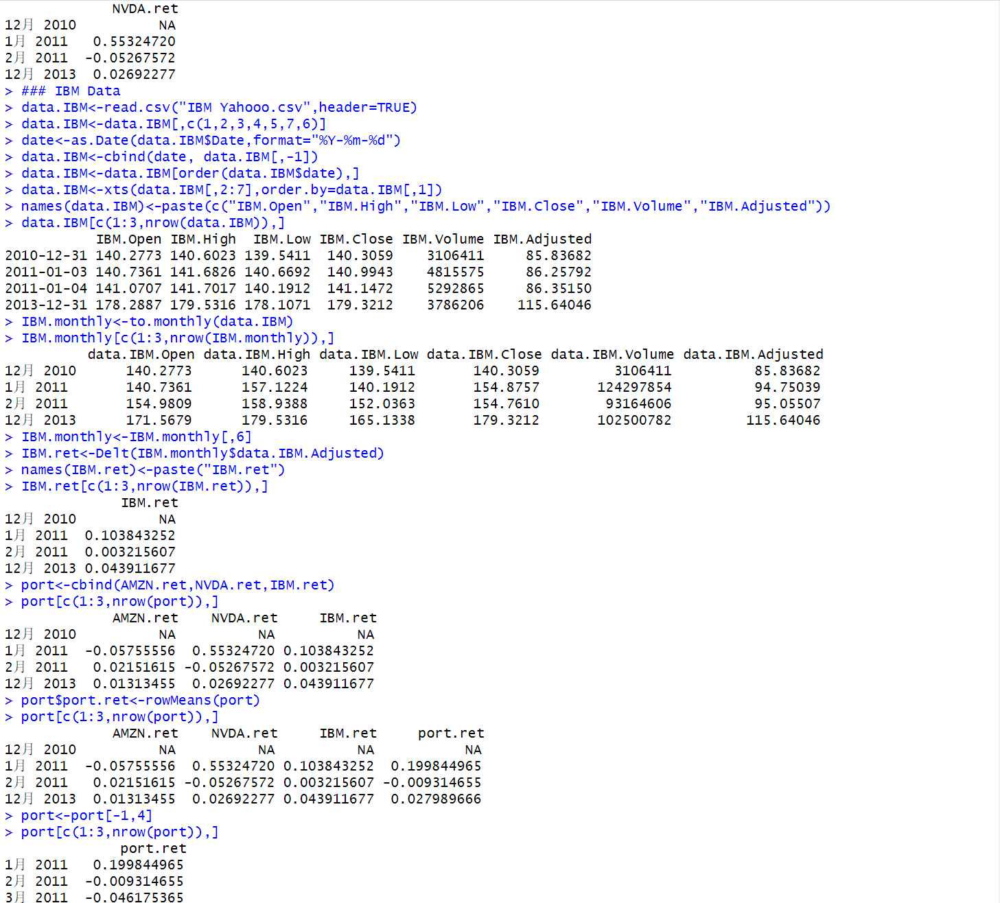 NVDA.ret
12月 2010 NA
1月 2011 0.55324720
2月 2011 -0.05267572
12月 2013 0.02692277
> ### IBM Data
> data.IBM<-read.csv("IBM Yahooo.csv",header=TRUE)
> data.IBM<-data.IBM[,c(1,2,3,4,5,7,6)]
> date<-as.Date(data.IBM$Date,format="%Y-%m-%d")
> data.IBM<-cbind(date, data.IBM[,-1])
> data.IBM<-data.IBM[order(data.IBM$date),]
> data.IBM<-xts(data.IBM[,2:7],order.by=data.IBM[,1])
> names(data.IBM)<-paste(c("IBM.Open","IBM.High","IBM.Low","IBM.Close","IBM.Volume","IBM.Adjusted"))
> data.IBM[c(1:3,nrow(data.IBM)),]
IBM.Open IBM.High IBM.Low IBM.Close IBM.Volume IBM.Adjusted
2010-12-31 140.2773 140.6023 139.5411 140.3059 3106411 85.83682
2011-01-03 140.7361 141.6826 140.6692 140.9943 4815575 86.25792
2011-01-04 141.0707 141.7017 140.1912 141.1472 5292865 86.35150
2013-12-31 178.2887 179.5316 178.1071 179.3212 3786206 115.64046
> IBM.monthly<-to.monthly(data.IBM)
> IBM.monthly[c(1:3,nrow(IBM.monthly)),]
data.IBM.Open data.IBM.High data.IBM.Low data.IBM.Close data.IBM.Volume data.IBM.Adjusted
12月 2010 140.2773 140.6023 139.5411 140.3059 3106411 85.83682
1月 2011 140.7361 157.1224 140.1912 154.8757 124297854 94.75039
2月 2011 154.9809 158.9388 152.0363 154.7610 93164606 95.05507
12月 2013 171.5679 179.5316 165.1338 179.3212 102500782 115.64046
> IBM.monthly<-IBM.monthly[,6]
> IBM.ret<-Delt(IBM.monthly$data.IBM.Adjusted)
> names(IBM.ret)<-paste("IBM.ret")
> IBM.ret[c(1:3,nrow(IBM.ret)),]
IBM.ret
12月 2010 NA
1月 2011 0.103843252
2月 2011 0.003215607
12月 2013 0.043911677
> port<-cbind(AMZN.ret,NVDA.ret,IBM.ret)
> port[c(1:3,nrow(port)),]
AMZN.ret NVDA.ret IBM.ret
12月 2010 NA NA NA
1月 2011 -0.05755556 0.55324720 0.103843252
2月 2011 0.02151615 -0.05267572 0.003215607
12月 2013 0.01313455 0.02692277 0.043911677
> port$port.ret<-rowMeans(port)
> port[c(1:3,nrow(port)),]
AMZN.ret NVDA.ret IBM.ret port.ret
12月 2010 NA NA NA NA
1月 2011 -0.05755556 0.55324720 0.103843252 0.199844965
2月 2011 0.02151615 -0.05267572 0.003215607 -0.009314655
12月 2013 0.01313455 0.02692277 0.043911677 0.027989666
> port<-port[-1,4]
> port[c(1:3,nrow(port)),]
port.ret
1月 2011 0.199844965
2月 2011 -0.009314655
3月 2011 -0.046175365